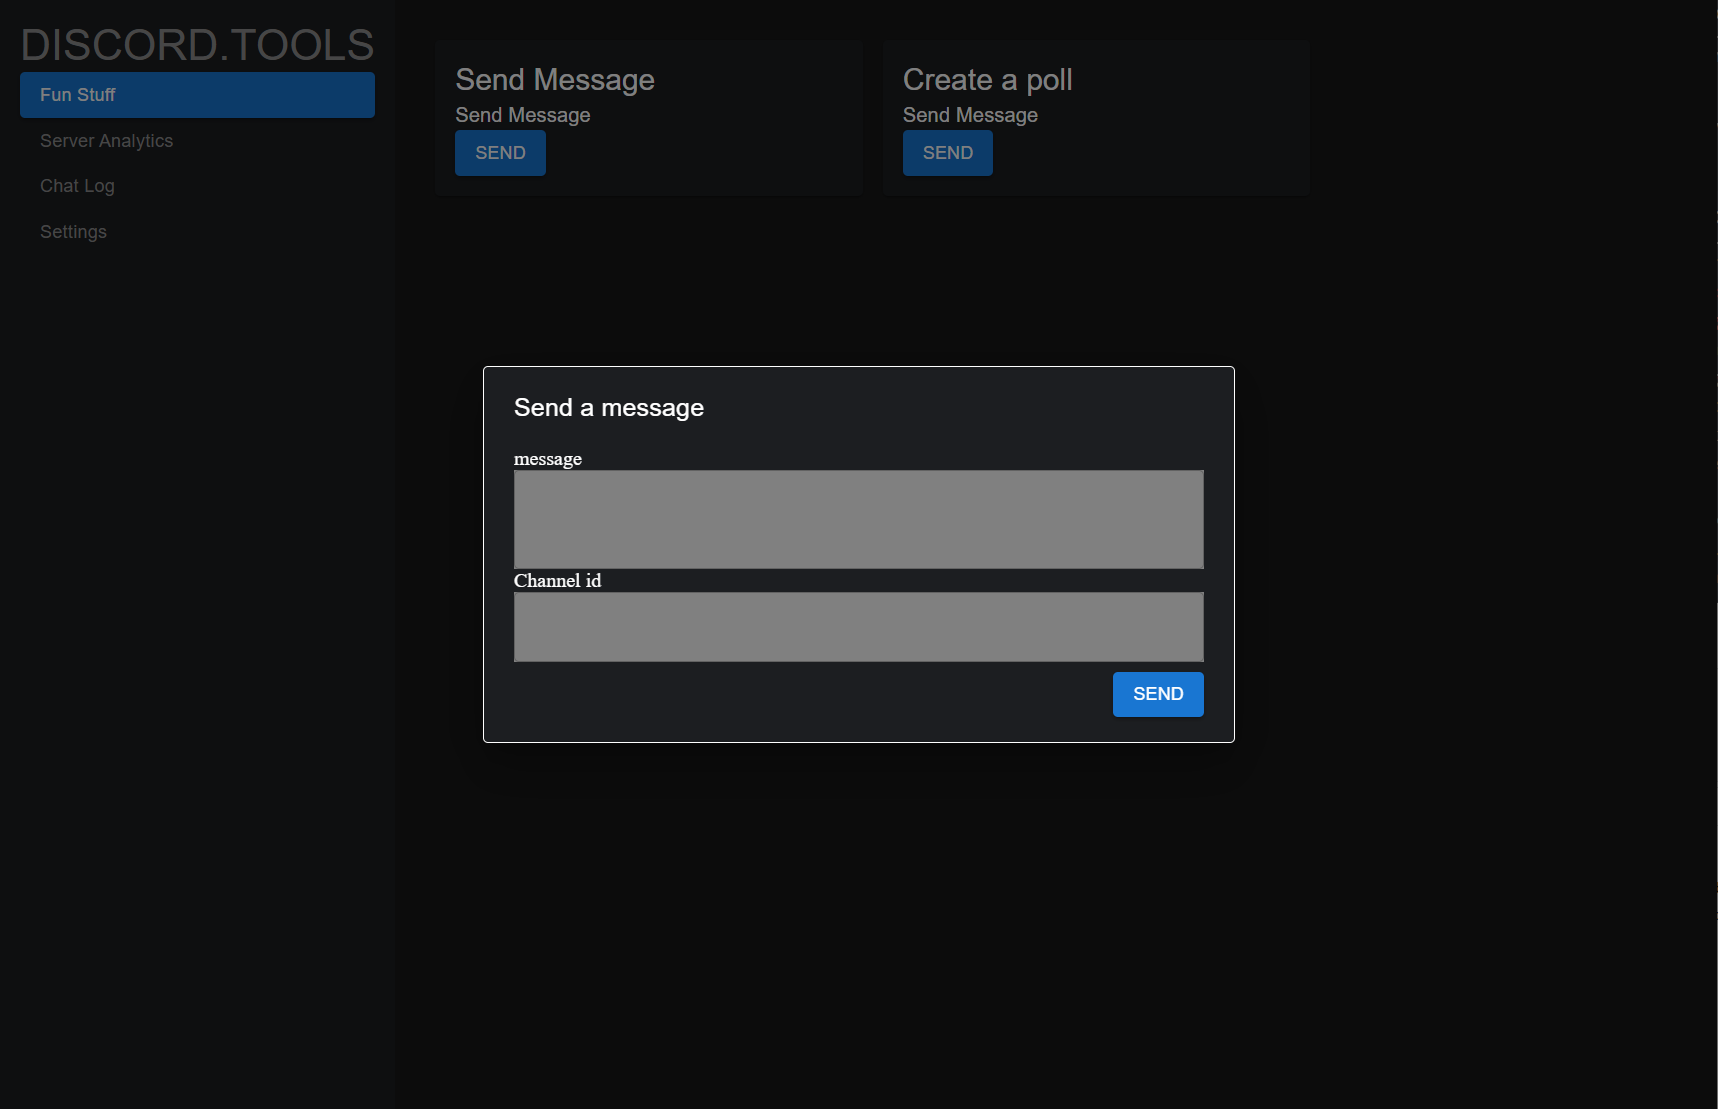 DISCORD.TOOLS
Fun Stuff
Server Analytics
Chat Log
Settings
Send Message
Send Message
SEND
Create a poll
Send Message
SEND
Send a message
message
Channel id
SEND